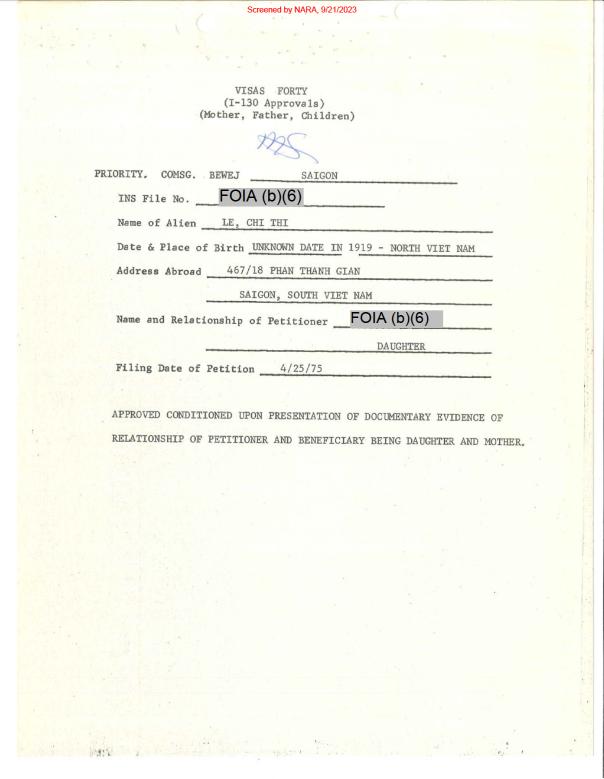 Screened by NARA, 9/21/2023
VISAS FORTY
(I-130 Approvals)
(Mother, Father, Children)
PRIORITY. COMSG. BEWEJ SAIGON
INS File No. FOIA (b)(6)
Name of Alien LE, CHI THI
Date & Place of Birth UNKNOWN DATE IN 1919 - NORTH VIET NAM
Address Abroad 467/18 PHAN THANH GIAN
SAIGON, SOUTH VIET NAM
Name and Relationship of Petitioner FOIA (b)(6)
DAUGHTER
Filing Date of Petition 4/25/75
APPROVED CONDITIONED UPON PRESENTATION OF DOCUMENTARY EVIDENCE OF
RELATIONSHIP OF PETITIONER AND BENEFICIARY BEING DAUGHTER AND MOTHER.